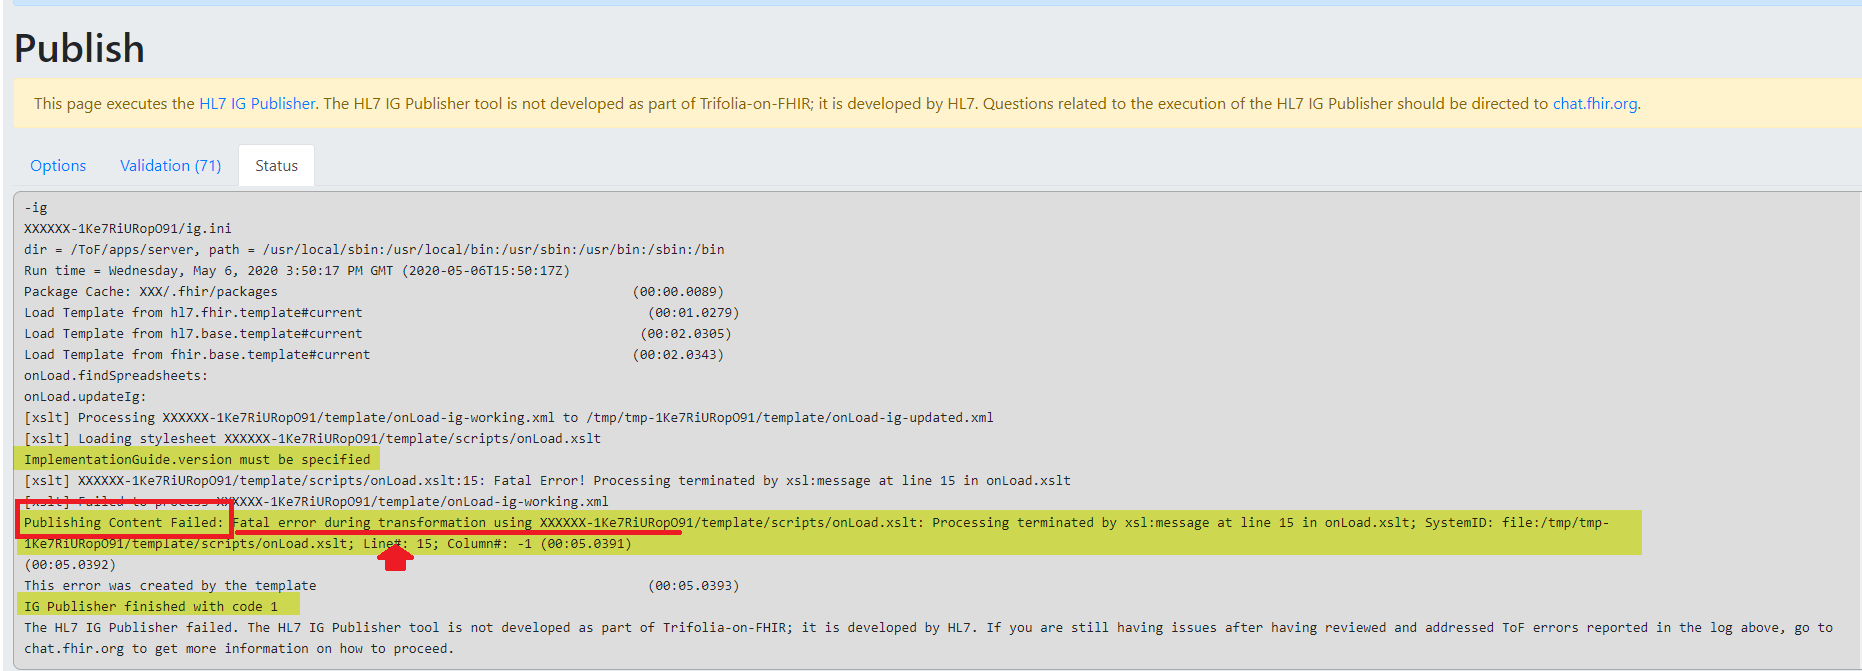 Publish
This page executes the HL7 IG Publisher. The HL7 IG Publisher tool is not developed as part of Trifolia-on-FHIR; it is developed by HL7. Questions related to the execution of the HL7 IG Publisher should be directed to chat.fhir.org.
Options Validation (71) Status
-ig
XXXXXX-1Ke7RiURopO91/ig.ini
dir = /ToF/apps/server, path = /usr/local/sbin:/usr/local/bin:/usr/sbin:/usr/bin:/sbin:/bin
Run time = Wednesday, May 6, 2020 3:50:17 PM GMT (2020-05-06T15:50:17Z)
Package Cache: XXX/.fhir/packages (00:00.0089)
Load Template from hl7.fhir.template#current (00:01.0279)
Load Template from hl7.base.template#current (00:02.0305)
Load Template from fhir.base.template#current (00:02.0343)
onLoad.findSpreadsheets:
onLoad.updateIg:
[xslt] Processing XXXXXX-1Ke7RiURopO91/template/onLoad-ig-working.xml to /tmp/tmp-1Ke7RiURopO91/template/onLoad-ig-updated.xml
[xslt] Loading stylesheet XXXXXX-1Ke7RiURopO91/template/scripts/onLoad.xslt
ImplementationGuide.version must be specified
[xslt] XXXXXX-1Ke7RiURopO91/template/scripts/onLoad.xslt:15: Fatal Error! Processing terminated by xsl:message at line 15 in onLoad.xslt
[xslt] Failed to process XXXXXX-1Ke7RiURopO91/template/onLoad-ig-working.xml
Publishing Content Failed: Fatal error during transformation using XXXXXX-1Ke7RiURopO91/template/scripts/onLoad.xslt: Processing terminated by xsl:message at line 15 in onLoad.xslt; SystemID: file:/tmp/tmp-
1Ke7RiURopO91/template/scripts/onLoad.xslt; Line#: 15; Column#: -1 (00:05.0391)
(00:05.0392)
This error was created by the template (00:05.0393)
IG Publisher finished with code 1
The HL7 IG Publisher failed. The HL7 IG Publisher tool is not developed as part of Trifolia-on-FHIR; it is developed by HL7. If you are still having issues after having reviewed and addressed ToF errors reported in the log above, go to
chat.fhir.org to get more information on how to proceed.